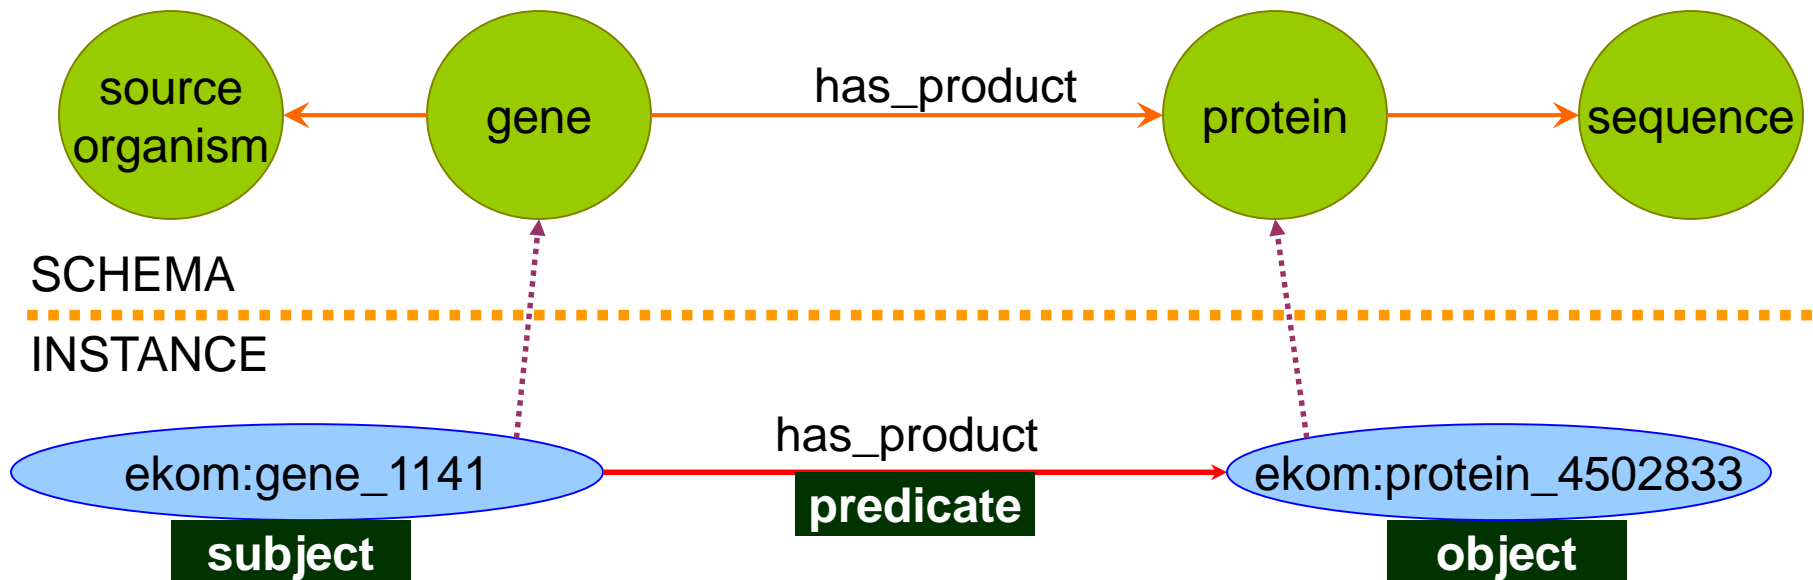 source
organism
gene
has_product
protein
sequence
SCHEMA
INSTANCE
ekom:gene_1141
has_product
ekom:protein_4502833
subject
predicate
object